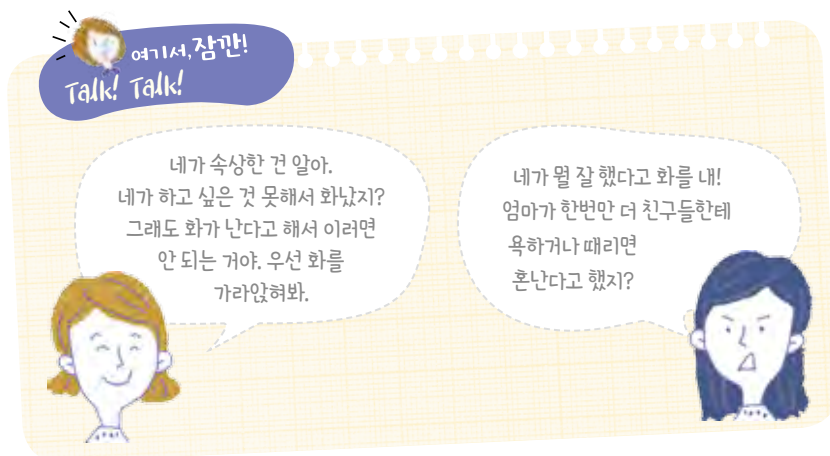 여기서, 잠깐!
Talk! Talk!
네가 속상한 건 알아.
네가 하고 싶은 것 못해서 화났지?
그래도 화가 난다고 해서 이러면
안 되는 거야. 우선 화를
가라앉혀봐.
네가 뭘 잘 했다고 화를 내!
엄마가 한번만 더 친구들한테
욕하거나 때리면
혼난다고 했지?